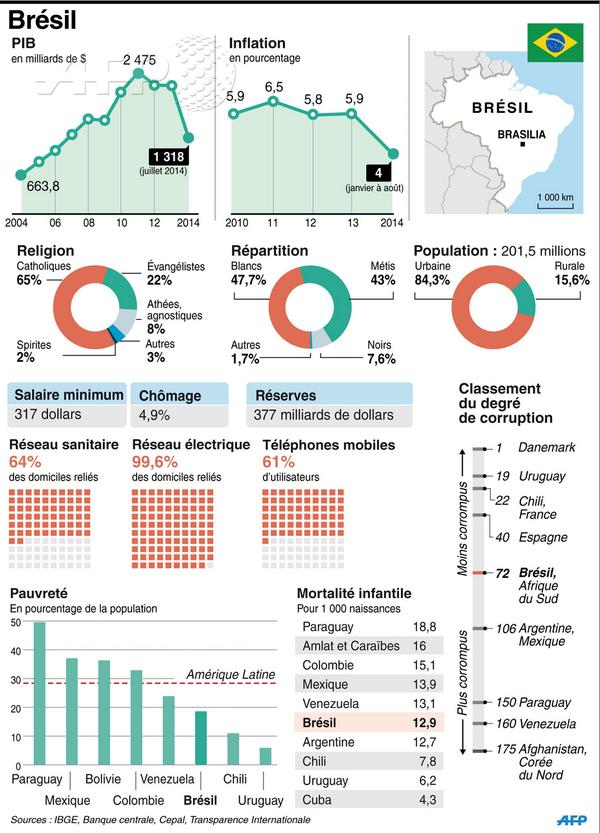 Brésil
PIB
en milliards de $
2 475
663,8
1 318
(juillet 2014)
2004 06 08 10 12 2014
Inflation
en pourcentage
5,9 6,5 5,8 5,9
4
(janvier à août)
2010 11 12 13 2014
BRÉSIL
BRASILIA
1 000 km
Religion
Catholiques
65%
Évangélistes
22%
Athées,
agnostiques
8%
Autres
3%
Spirites
2%
Répartition
Blancs
47,7%
Métis
43%
Autres
1,7%
Noirs
7,6%
Population : 201,5 millions
Urbaine
84,3%
Rurale
15,6%
Salaire minimum
317 dollars
Chômage
4,9%
Réserves
377 milliards de dollars
Réseau sanitaire
64%
des domiciles reliés
Réseau électrique
99,6%
des domiciles reliés
Téléphones mobiles
61%
d'utilisateurs
Classement
du degré
de corruption
Moins corrompus
Plus corrompus
1 Danemark
19 Uruguay
22 Chili,
France
40 Espagne
72 Brésil,
Afrique
du Sud
106 Argentine,
Mexique
150 Paraguay
160 Venezuela
175 Afghanistan,
Corée
du Nord
Pauvreté
En pourcentage de la population
50
40
30
20
10
0
Amérique Latine
Paraguay Bolivie Venezuela Chili
Mexique Colombie Brésil Uruguay
Mortalité infantile
Pour 1 000 naissances
Paraguay 18,8
Amlat et Caraïbes 16
Colombie 15,1
Mexique 13,9
Venezuela 13,1
Brésil 12,9
Argentine 12,7
Chili 7,8
Uruguay 6,2
Cuba 4,3
Sources : IBGE, Banque centrale, Cepal, Transparence Internationale
AFP